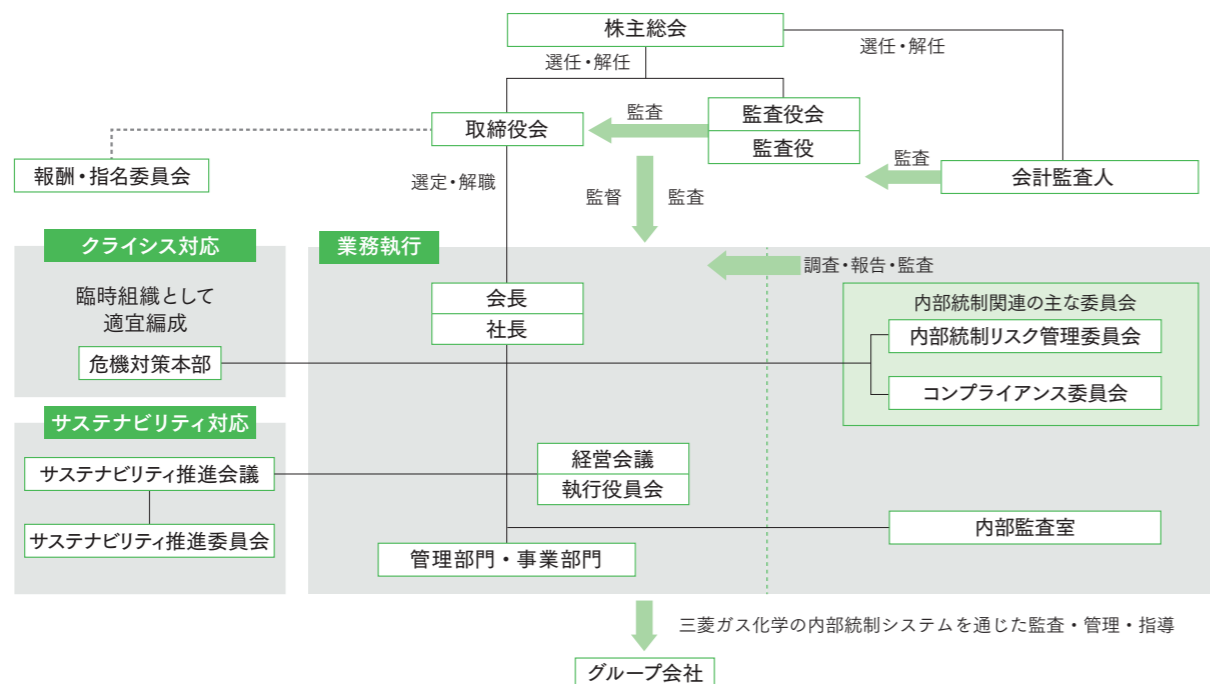 株主総会
選任・解任
選任・解任
監査
監査役会
取締役会
監査役
監査
報酬・指名委員会
会計監査人
選定・解職
監督
監査
クライシス対応
業務執行
調査・報告・監査
臨時組織として
適宜編成
会長
社長
内部統制関連の主な委員会
内部統制リスク管理委員会
危機対策本部
コンプライアンス委員会
サステナビリティ対応
サステナビリティ推進会議
経営会議
執行役員会
サステナビリティ推進委員会
内部監査室
管理部門・事業部門
三菱ガス化学の内部統制システムを通じた監査・管理・指導
グループ会社